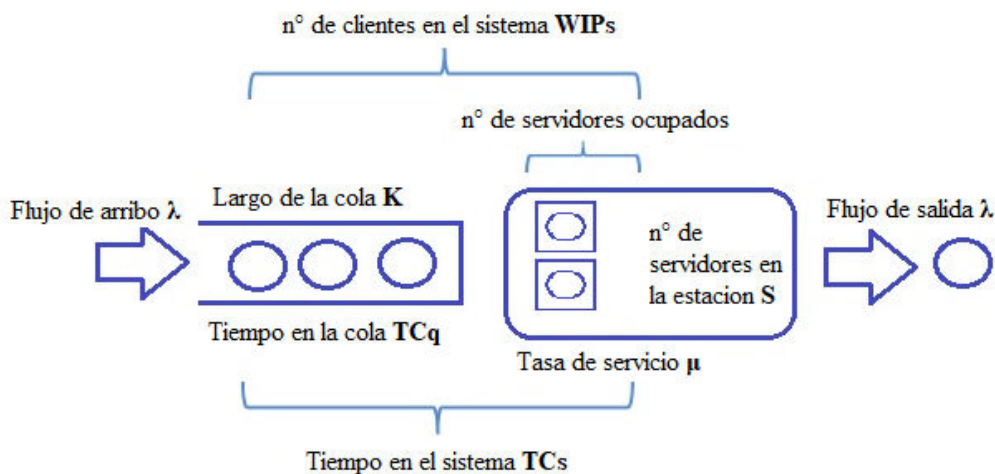 n° de clientes en el sistema WIPs
n° de servidores ocupados
Flujo de arribo λ
Largo de la cola K
n° de
servidores en
la estacion S
Flujo de salida λ
Tiempo en la cola TCq
Tasa de servicio μ
Tiempo en el sistema TCs